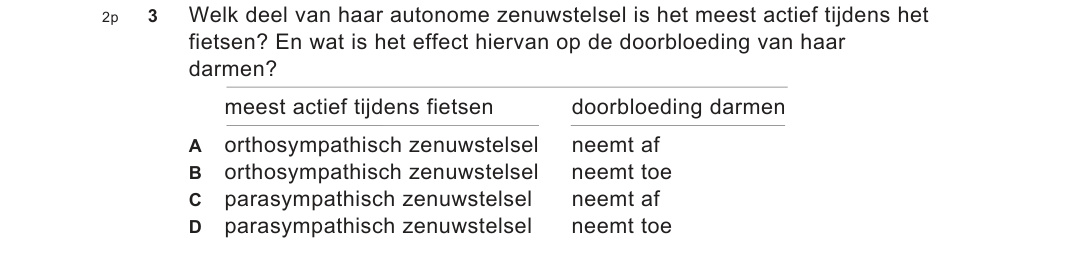 2p 3 Welk deel van haar autonome zenuwstelsel is het meest actief tijdens het
fietsen? En wat is het effect hiervan op de doorbloeding van haar
darmen?
meest actief tijdens fietsen doorbloeding darmen
A orthosympathisch zenuwstelsel neemt af
B orthosympathisch zenuwstelsel neemt toe
C parasympathisch zenuwstelsel neemt af
D parasympathisch zenuwstelsel neemt toe